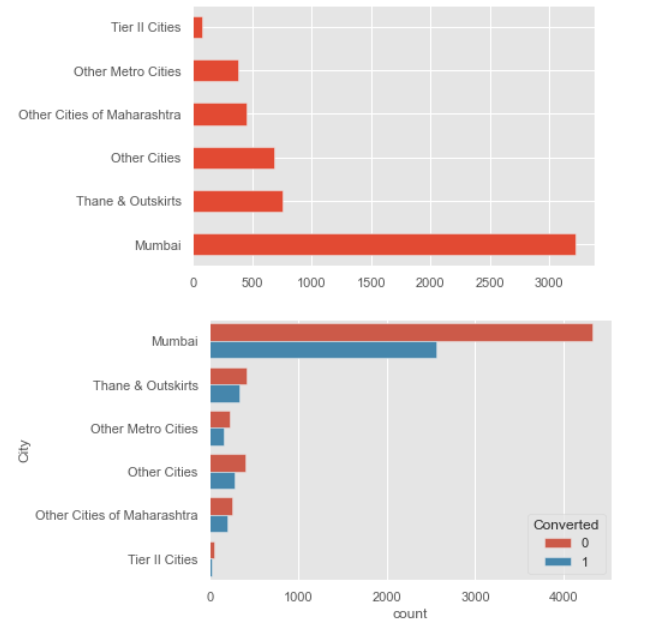 Tier II Cities
Other Metro Cities
Other Cities of Maharashtra
Other Cities
Thane & Outskirts
Mumbai
0 500 1000 1500 2000 2500 3000
Mumbai
Thane & Outskirts
Other Metro Cities
City
Other Cities
Other Cities of Maharashtra
Tier II Cities
Converted
0
1
0 1000 2000 3000 4000
count